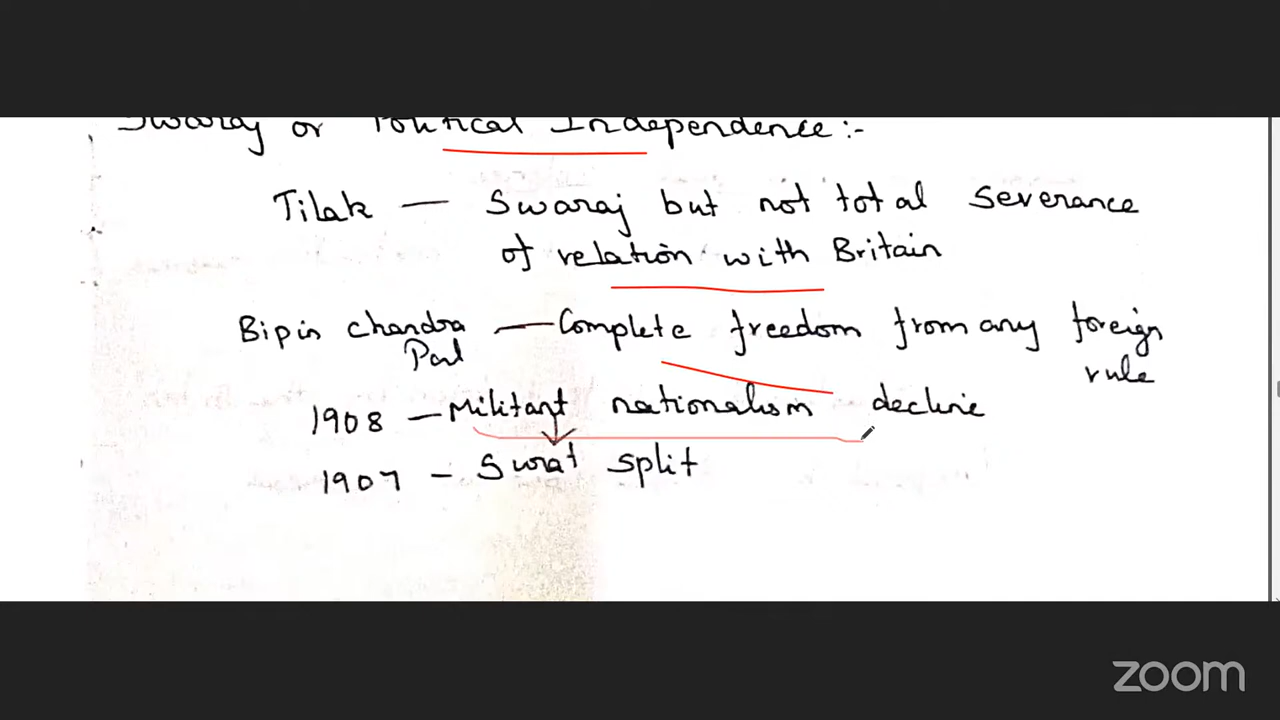 Swaraj or Political Independence:-
Tilak — Swaraj but not total severance
of relation with Britain
Bipin chandra — Complete freedom from any foreign
Pal rule
1908 — Militant nationalism decline
1907 - Surat split
zoom